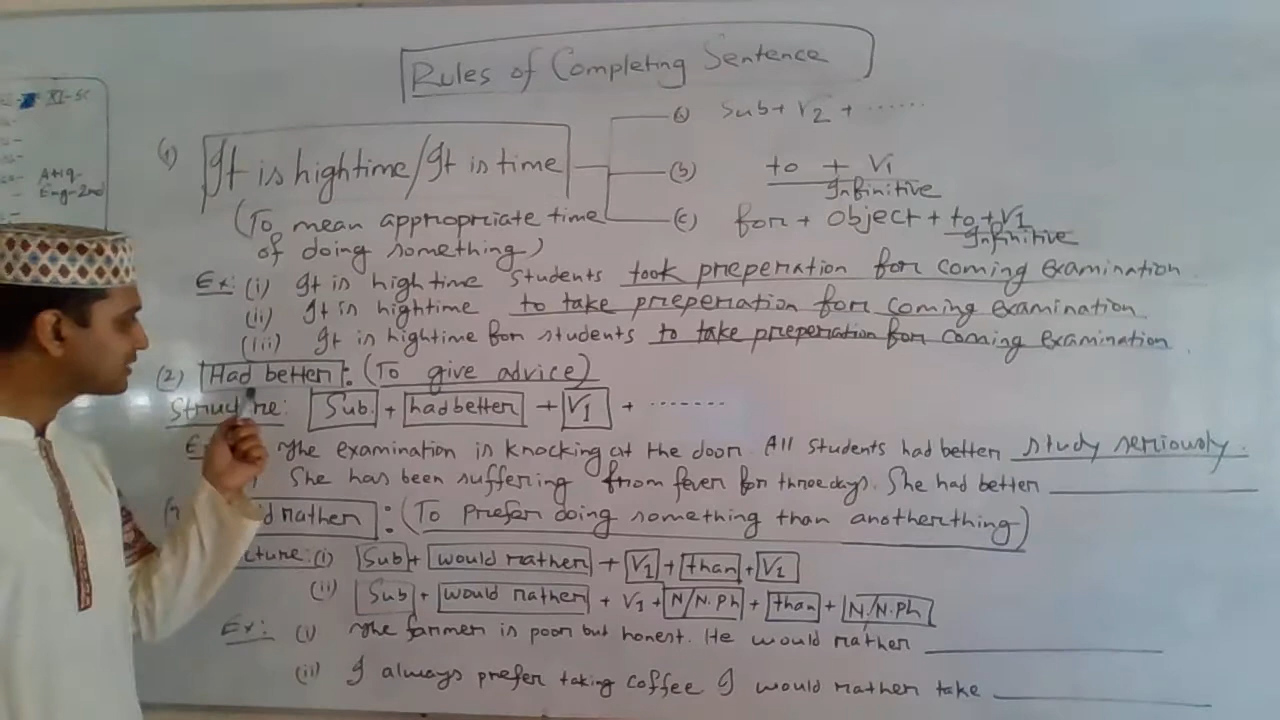 Rules of Completing Sentence
XI-Sc
Atiq-
Eng-2nd
(1) It is hightime/It is time
(a) Sub + V2 + ......
(b) to + V1
Infinitive
(To mean appropriate time
of doing something)
(c) for + object + to + V1
Infinitive
Ex: (i) It is high time students took preperation for coming examination
(ii) It is hightime to take preperation for coming examination
(iii) It is hightime for students to take preperation for coming examination
(2) Had better: (To give advice)
Structure: Sub. + had better + V1 + .......
The examination is knocking at the door. All students had better study seriously.
She has been suffering from fever for three days. She had better
rather : (To prefer doing something than another thing)
(i) Sub + would rather + V1 + than + V1
(ii) Sub + would rather + V1 + N/N.Ph + than + N/N.Ph
Ex: (i) The farmer is poor but honest. He would rather
(ii) I always prefer taking coffee I would rather take